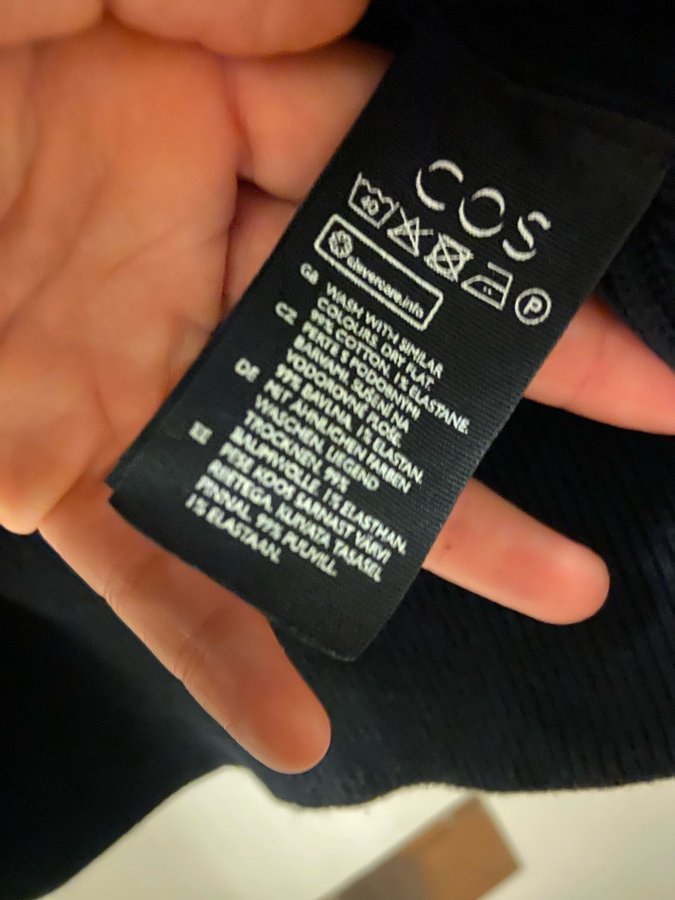 COS
40
P
clevercare.info
GB WASH WITH SIMILAR
COLOURS. DRY FLAT.
99% COTTON. 1% ELASTANE.
CZ PERTE S PODOBNÝMI
BARVAMI. SUŠENÍ NA
VODOROVNÉ PLOŠE.
99% BAVLNA. 1% ELASTAN.
DE MIT ÄHNLICHEN FARBEN
WASCHEN. LIEGEND
TROCKNEN. 99%
BAUMWOLLE. 1% ELASTHAN.
EE PESE KOOS SARNAST VÄRVI
RIIETEGA. KUIVATA TASASEL
PINNAL. 99% PUUVILL.
1% ELASTAAN.